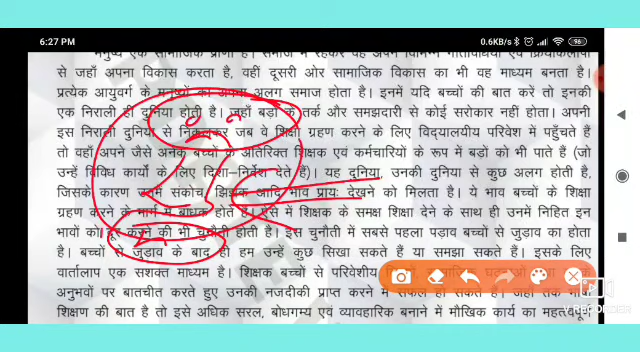 6:27 PM 0.6KB/s 96
मनुष्य एक सामाजिक प्राणी है। समाज में रहकर वह अपने विभिन्न गतिविधियों एवं क्रियाकलापों
से जहाँ अपना विकास करता है, वहीं दूसरी ओर सामाजिक विकास का भी वह माध्यम बनता है।
प्रत्येक आयुवर्ग के मनुष्यों का अपना अलग समाज होता है। इनमें यदि बच्चों की बात करें तो इनकी
एक निराली ही दुनिया होती है। जहाँ बड़ों के तर्क और समझदारी से कोई सरोकार नहीं होता। अपनी
इस निराली दुनिया से निकलकर जब वे शिक्षा ग्रहण करने के लिए विद्यालयीय परिवेश में पहुँचते हैं
तो वहाँ अपने जैसे अनेक बच्चों के अतिरिक्त शिक्षक एवं कर्मचारियों के रूप में बड़ों को भी पाते हैं (जो
उन्हें विविध कार्यों के लिए दिशा-निर्देश देते हैं)। यह दुनिया, उनकी दुनिया से कुछ अलग होती है,
जिसके कारण उनमें संकोच, झिझक आदि भाव प्रायः देखने को मिलता है। ये भाव बच्चों के शिक्षा
ग्रहण करने के मार्ग में बाधक होते हैं। ऐसे में शिक्षक के समक्ष शिक्षा देने के साथ ही उनमें निहित इन
भावों को दूर करने की भी चुनौती होती है। इस चुनौती में सबसे पहला पड़ाव बच्चों से जुड़ाव का होता
है। बच्चों से जुड़ाव के बाद ही हम उन्हें कुछ सिखा सकते हैं या समझा सकते हैं। इसके लिए
वार्तालाप एक सशक्त माध्यम है। शिक्षक बच्चों से परिवेशीय
अनुभवों पर बातचीत करते हुए उनकी नजदीकी प्राप्त करने में सफल हो सकते हैं। जहाँ तक
शिक्षण की बात है तो इसे अधिक सरल, बोधगम्य एवं व्यावहारिक बनाने में मौखिक कार्य का महत्वपूर्ण
RECORDER